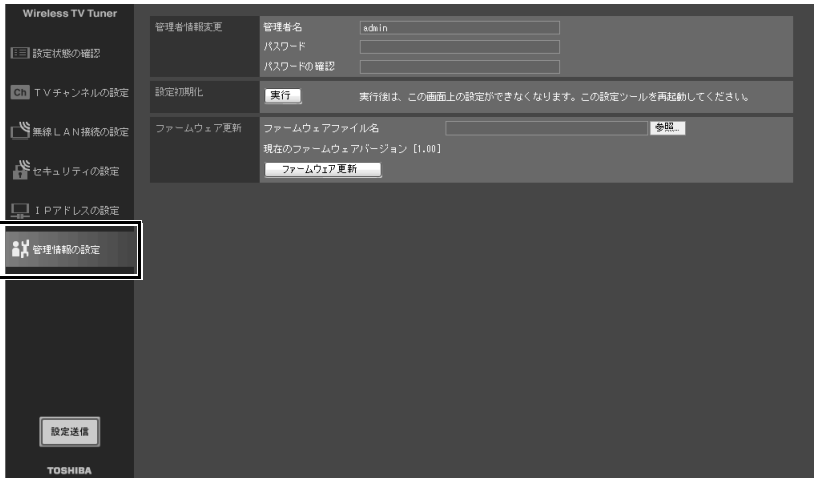 Wireless TV Tuner
設定状態の確認
Ch TVチャンネルの設定
無線LAN接続の設定
セキュリティの設定
IPアドレスの設定
管理情報の設定
設定送信
TOSHIBA
管理者情報変更
管理者名 admin
パスワード
パスワードの確認
設定初期化
実行 実行後は、この画面上の設定ができなくなります。この設定ツールを再起動してください。
ファームウェア更新
ファームウェアファイル名 参照...
現在のファームウェアバージョン [1.00]
ファームウェア更新